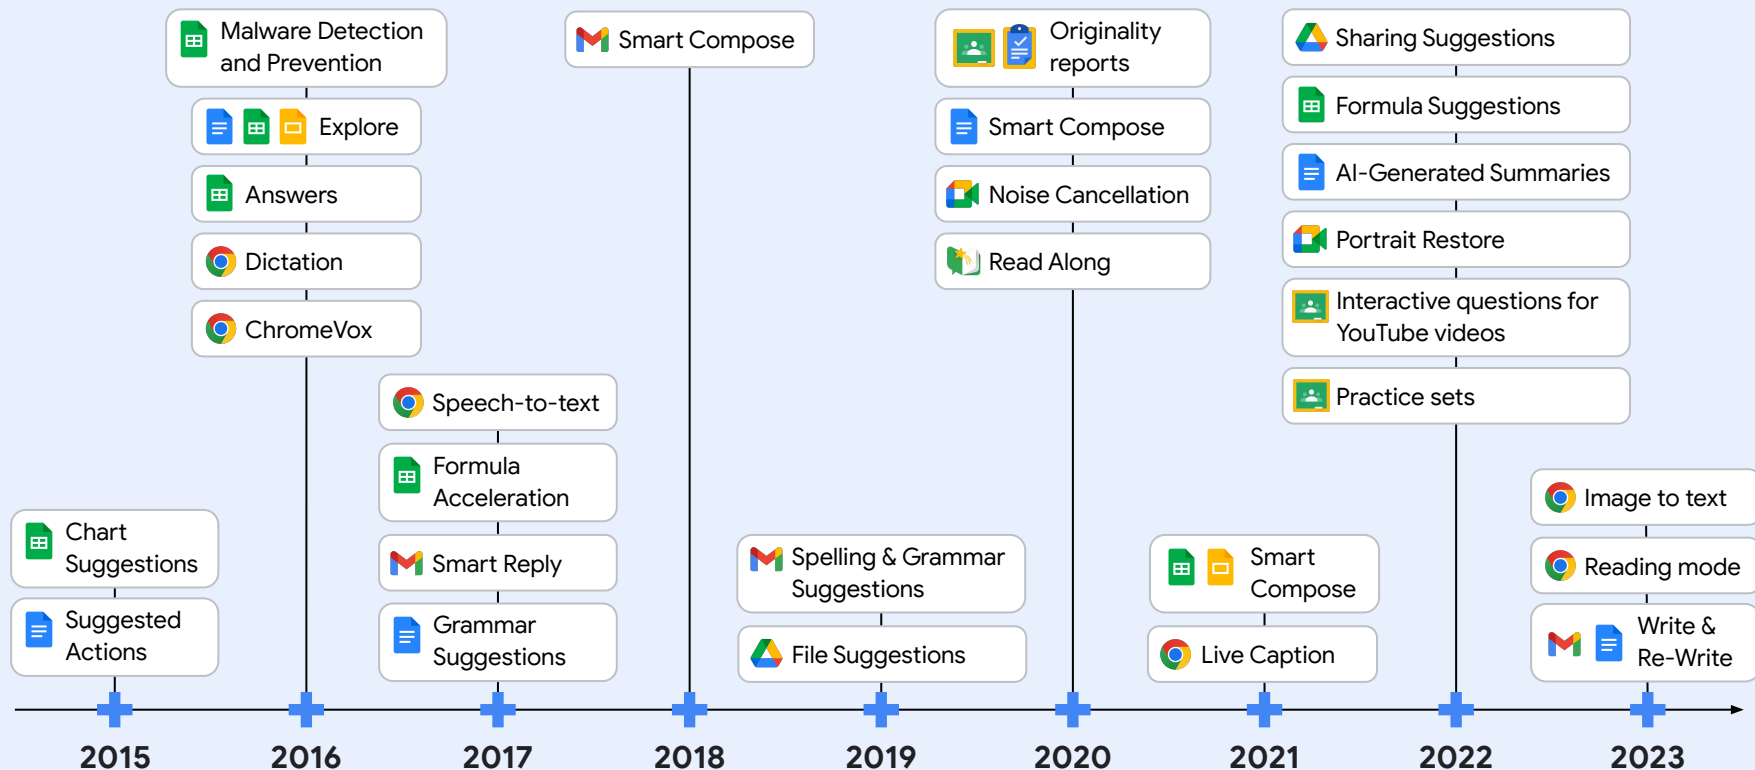 Malware Detection
and Prevention
Explore
Answers
Dictation
ChromeVox
Smart Compose
Originality
reports
Smart Compose
Noise Cancellation
Read Along
Sharing Suggestions
Formula Suggestions
AI-Generated Summaries
Portrait Restore
Interactive questions for
YouTube videos
Practice sets
Chart
Suggestions
Suggested
Actions
Speech-to-text
Formula
Acceleration
Smart Reply
Grammar
Suggestions
Spelling & Grammar
Suggestions
File Suggestions
Smart
Compose
Live Caption
Image to text
Reading mode
Write &
Re-Write
2015 2016 2017 2018 2019 2020 2021 2022 2023